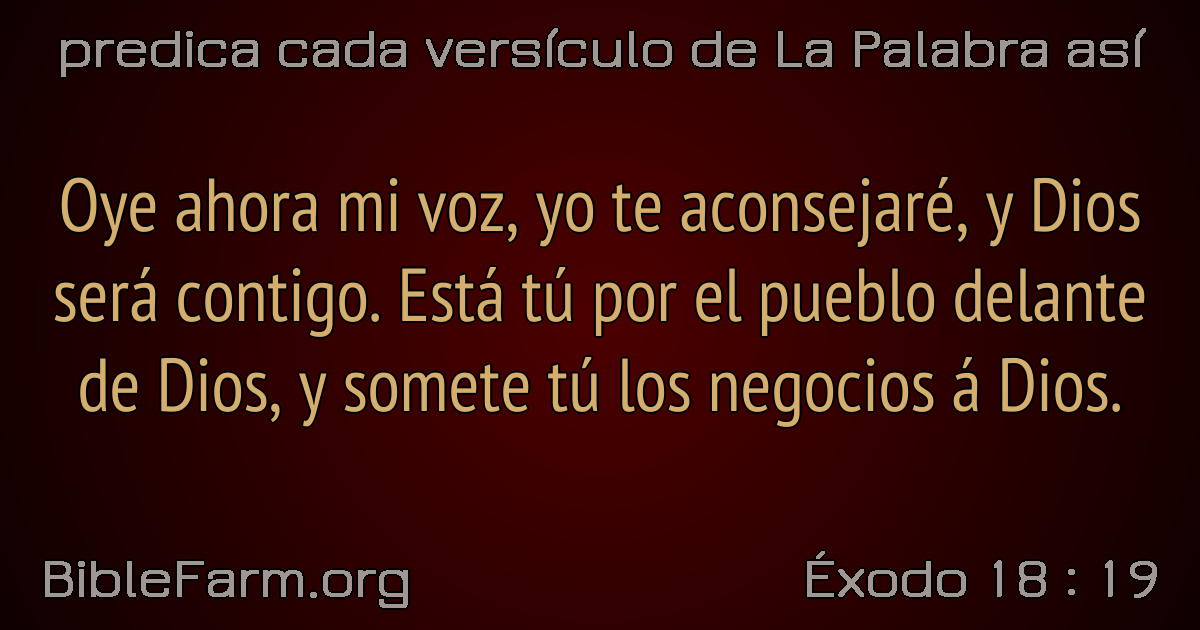 predica cada versículo de La Palabra así
Oye ahora mi voz, yo te aconsejaré, y Dios
será contigo. Está tú por el pueblo delante
de Dios, y somete tú los negocios á Dios.
BibleFarm.org
Éxodo 18 : 19